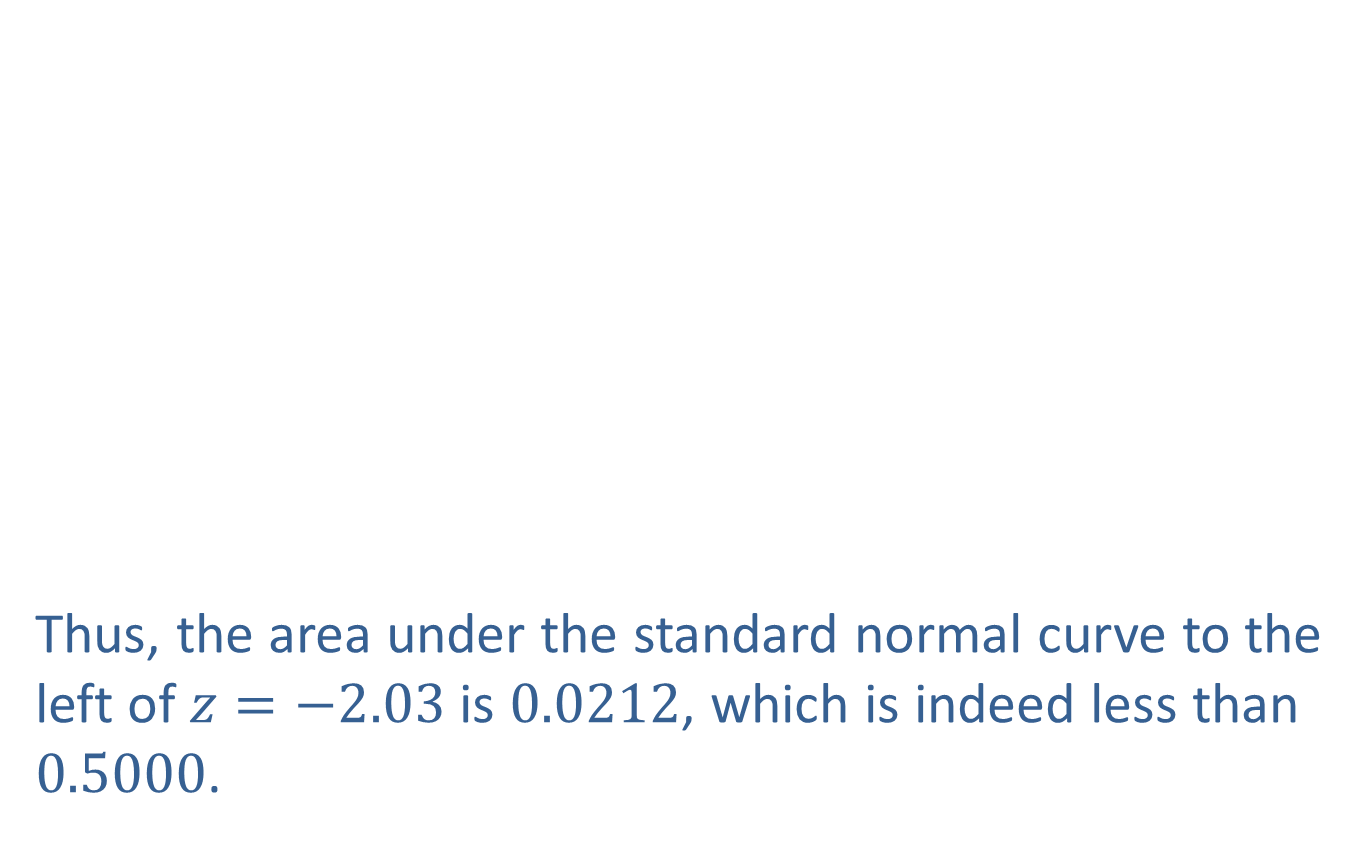 Thus, the area under the standard normal curve to the
left of z = −2.03 is 0.0212, which is indeed less than
0.5000.